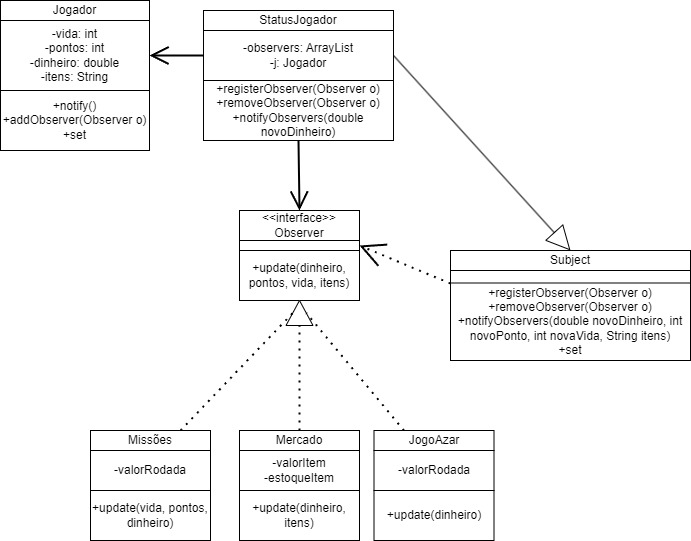 Jogador
-vida: int
-pontos: int
-dinheiro: double
-itens: String
+notify()
+addObserver(Observer o)
+set
StatusJogador
-observers: ArrayList
-j: Jogador
+registerObserver(Observer o)
+removeObserver(Observer o)
+notifyObservers(double
novoDinheiro)
<<interface>>
Observer
+update(dinheiro,
pontos, vida, itens)
Subject
+registerObserver(Observer o)
+removeObserver(Observer o)
+notifyObservers(double novoDinheiro, int
novoPonto, int novaVida, String itens)
+set
Missões
-valorRodada
+update(vida, pontos,
dinheiro)
Mercado
-valorItem
-estoqueItem
+update(dinheiro,
itens)
JogoAzar
-valorRodada
+update(dinheiro)